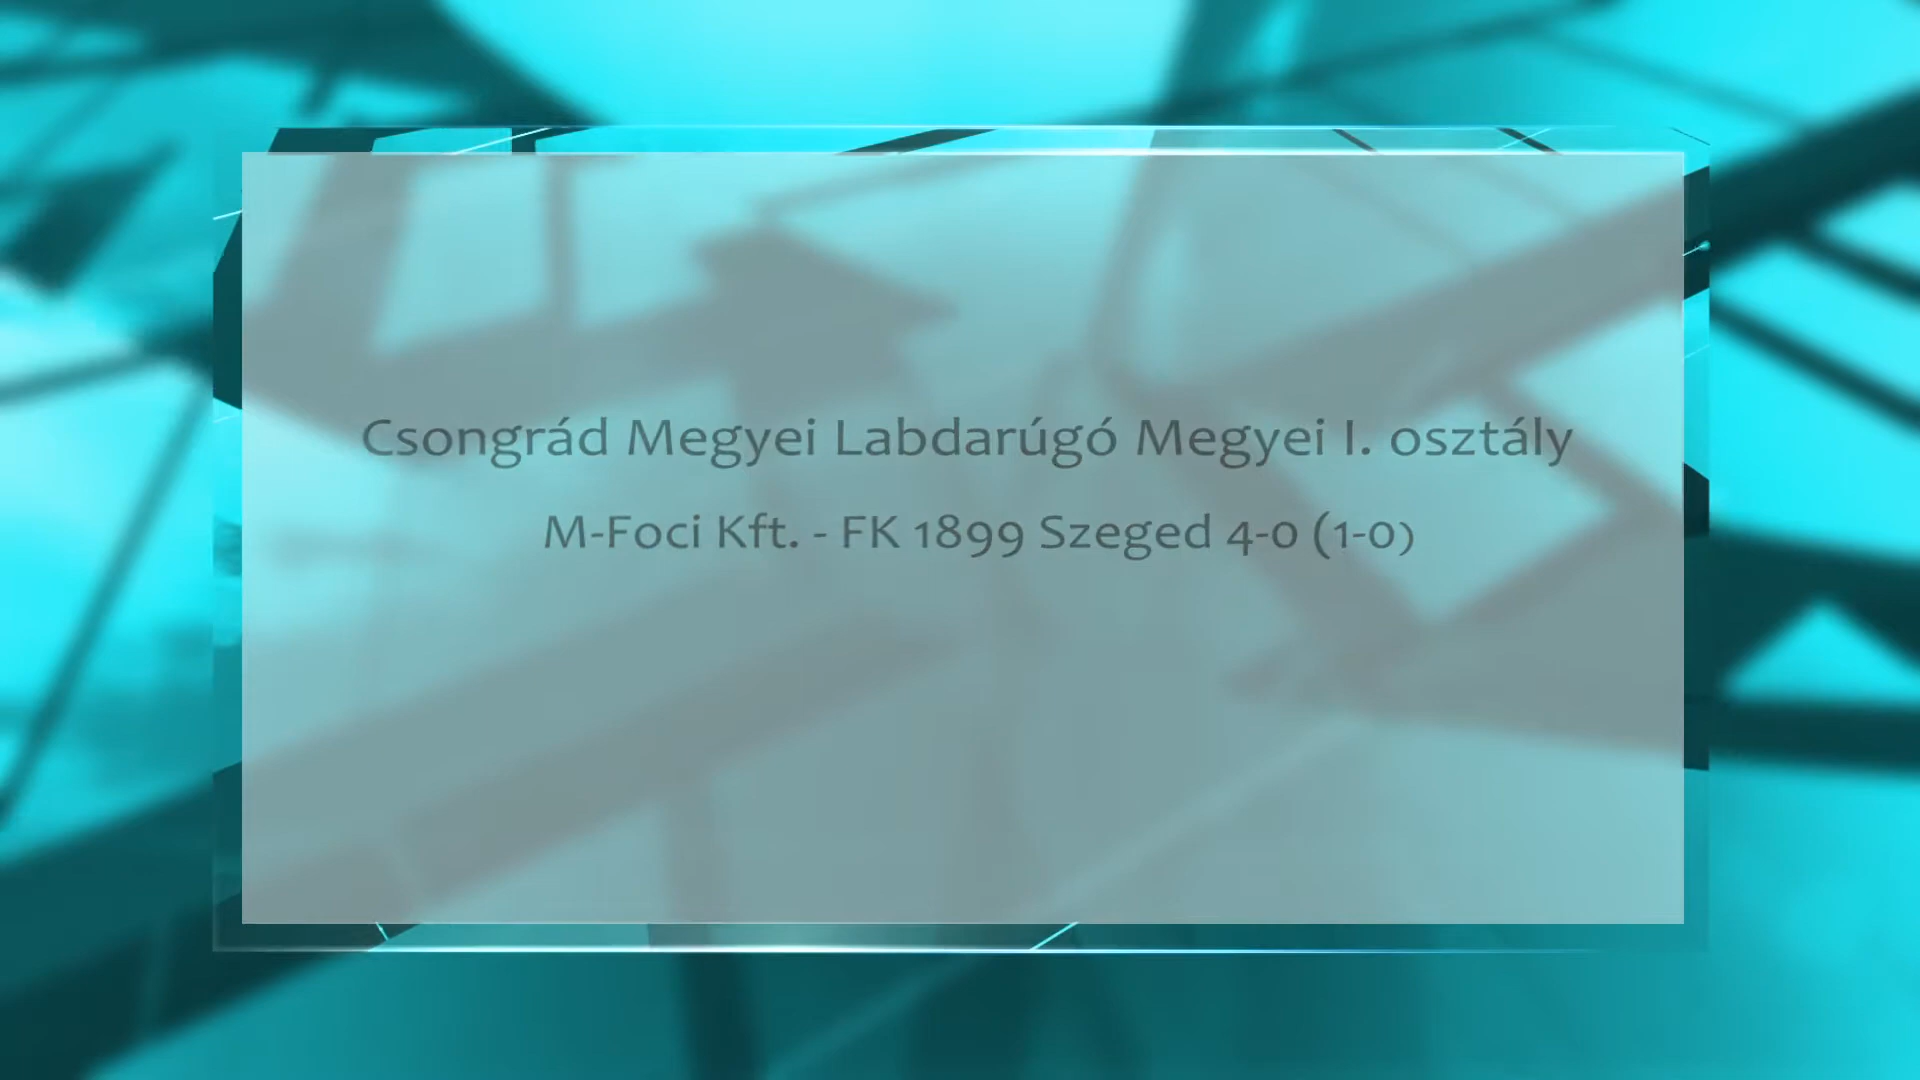 Csongrád Megyei Labdarúgó Megyei I. osztály
M-Foci Kft. - FK 1899 Szeged 4-0 (1-0)